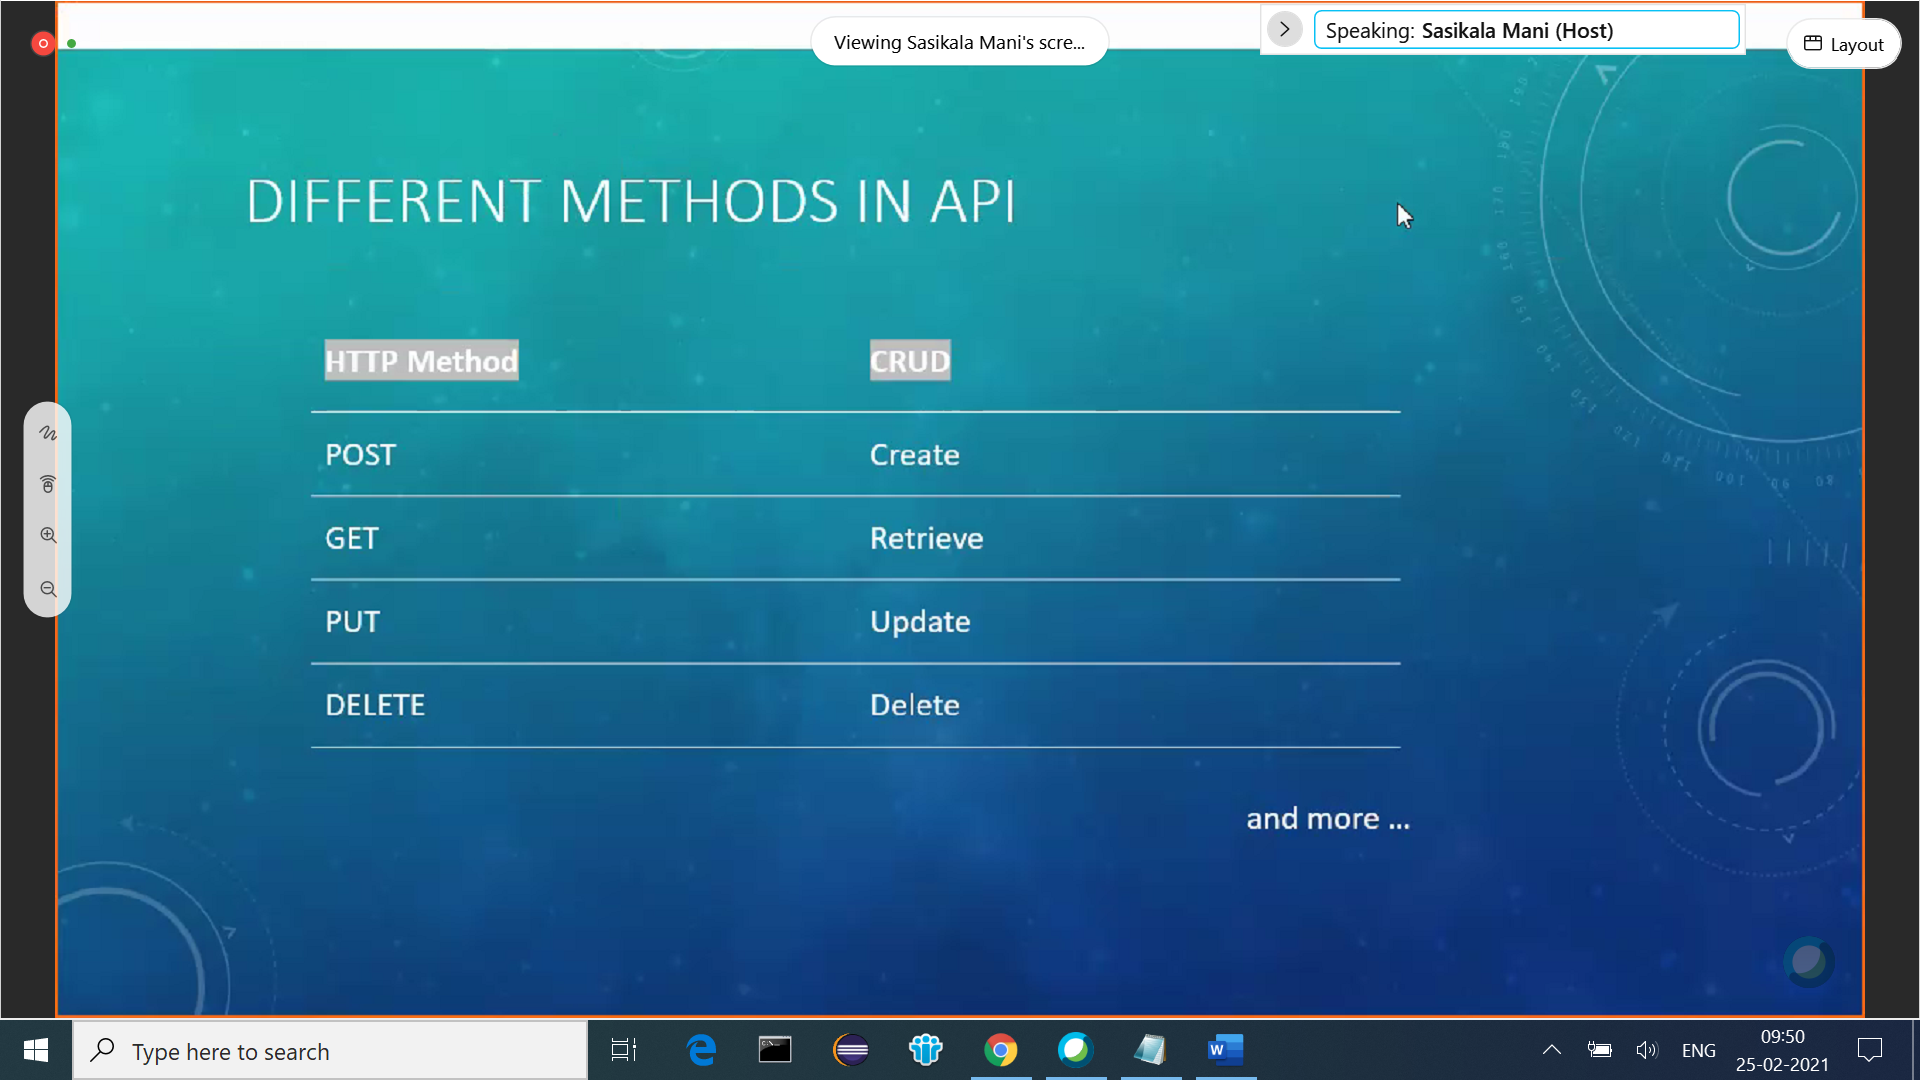 Viewing Sasikala Mani's scre...
Speaking: Sasikala Mani (Host)
Layout
DIFFERENT METHODS IN API
HTTP Method CRUD
POST Create
GET Retrieve
PUT Update
DELETE Delete
and more ...
Type here to search
ENG
09:50
25-02-2021